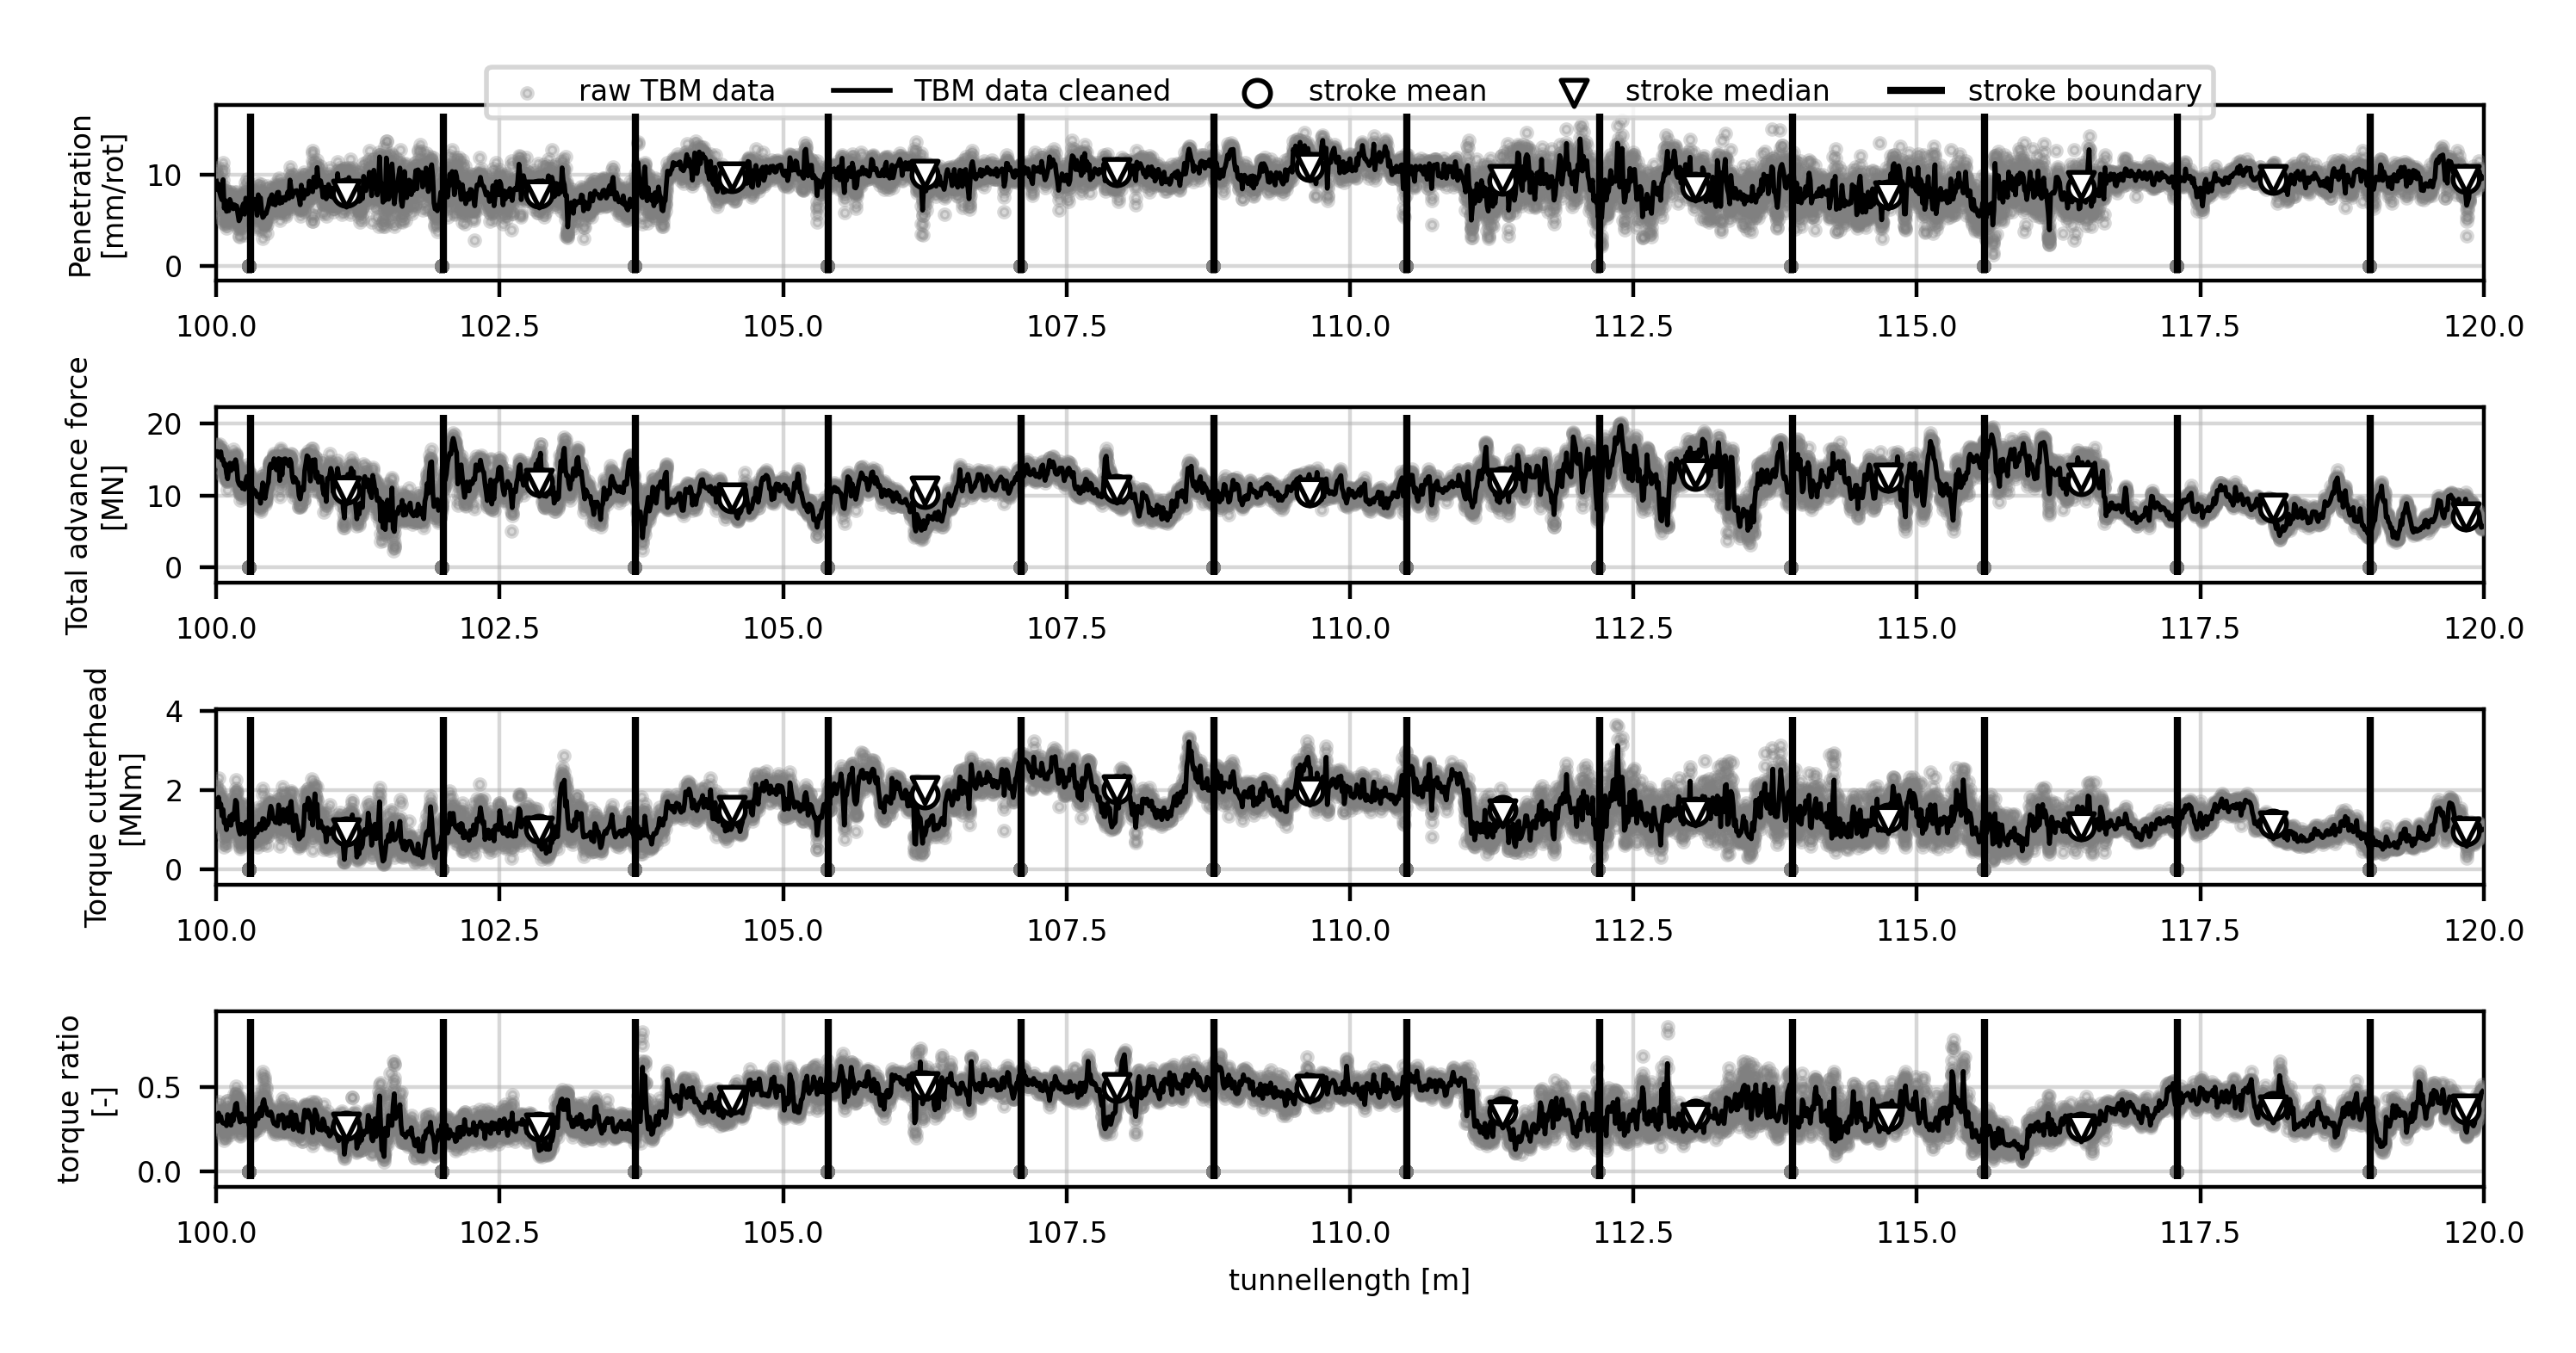 raw TBM data
TBM data cleaned
stroke mean
stroke median
stroke boundary
Penetration
[mm/rot]
10
0
100.0 102.5 105.0 107.5 110.0 112.5 115.0 117.5 120.0
Total advance force
[MN]
20
10
0
100.0 102.5 105.0 107.5 110.0 112.5 115.0 117.5 120.0
Torque cutterhead
[MNm]
4
2
0
100.0 102.5 105.0 107.5 110.0 112.5 115.0 117.5 120.0
torque ratio
[-]
0.5
0.0
100.0 102.5 105.0 107.5 110.0 112.5 115.0 117.5 120.0
tunnellength [m]